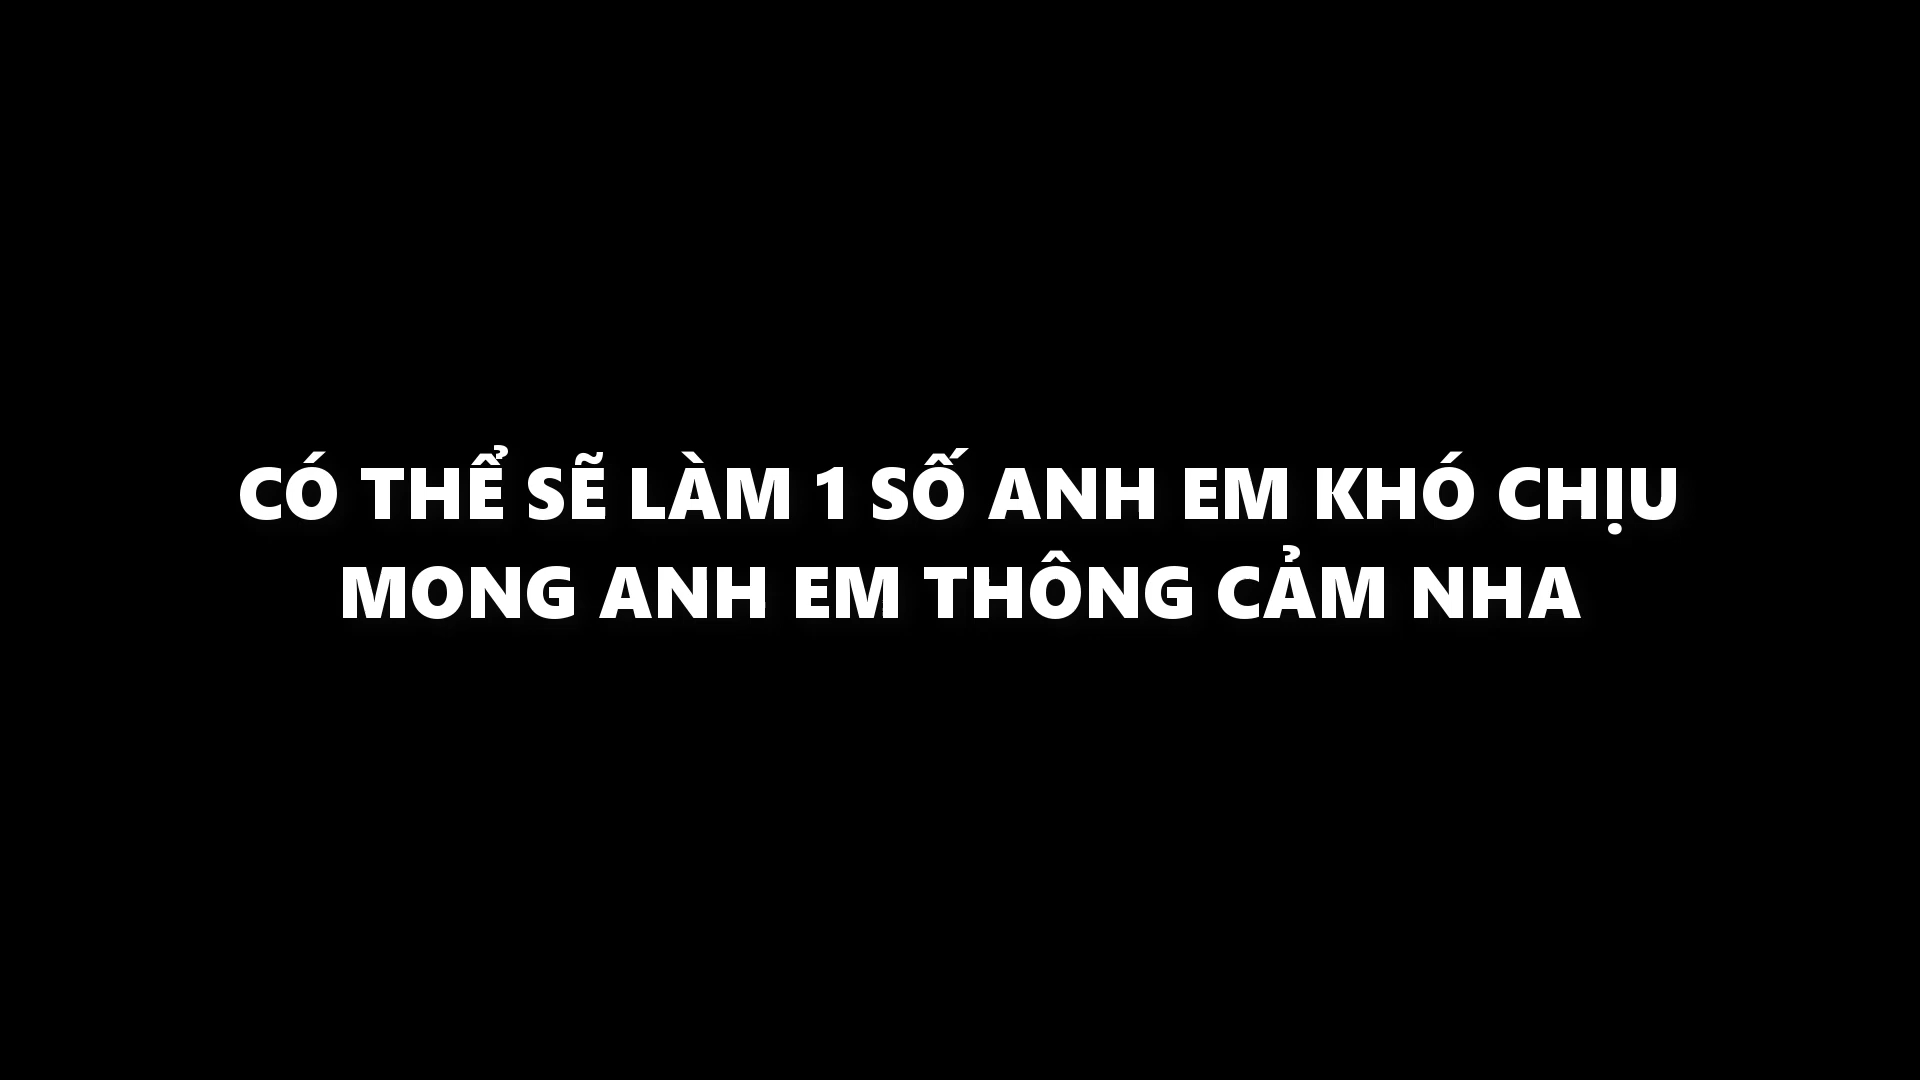 CÓ THỂ SẼ LÀM 1 SỐ ANH EM KHÓ CHỊU
MONG ANH EM THÔNG CẢM NHA